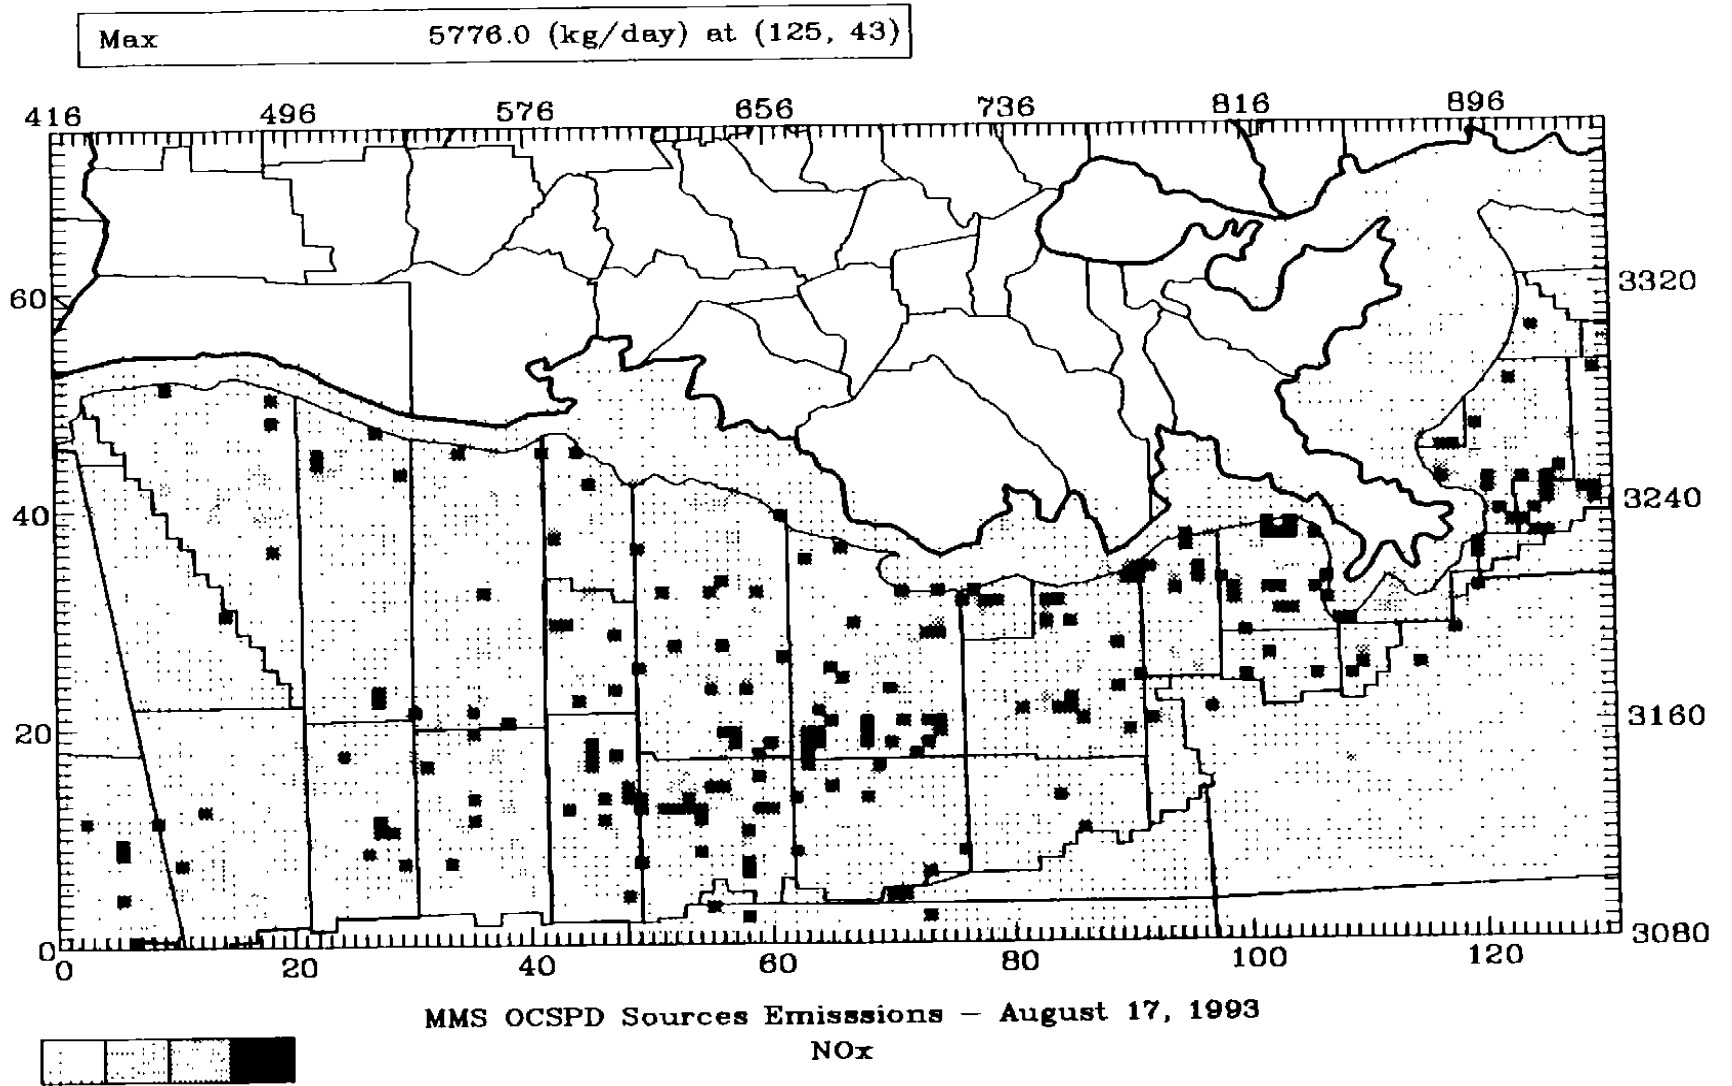 Max 5776.0 (kg/day) at (125, 43)
416 496 576 656 736 816 896
60 3320
40 3240
20 3160
0 3080
0 20 40 60 80 100 120
MMS OCSPD Sources Emisssions – August 17, 1993
NOx